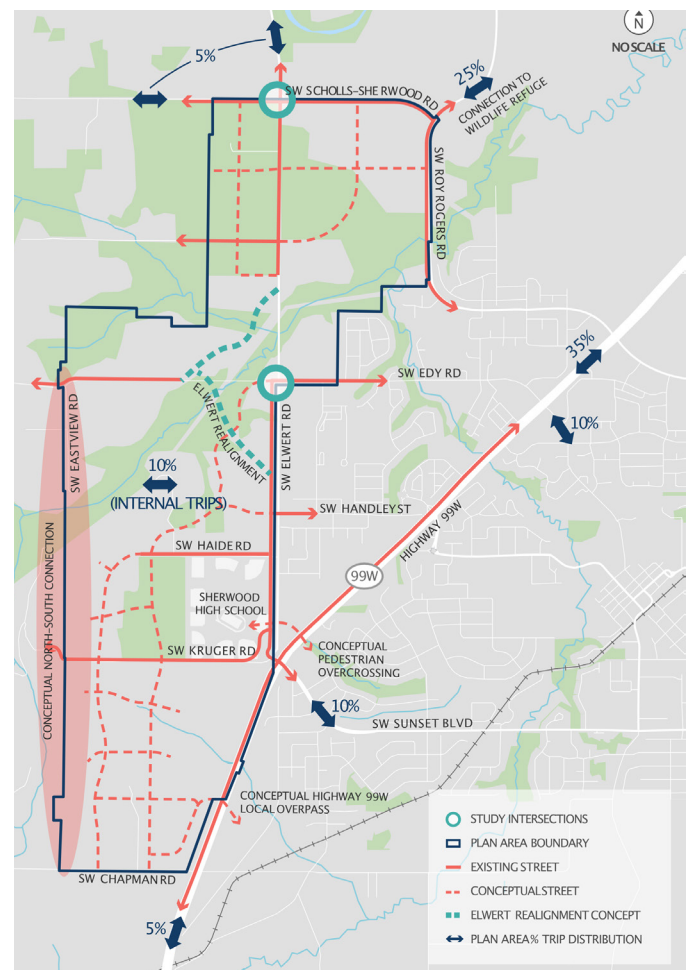 N
NO SCALE
5%
25%
SW SCHOLLS-SHERWOOD RD
CONNECTION TO
WILDLIFE REFUGE
SW ROY ROGERS RD
35%
SW EDY RD
10%
ELWERT REALIGNMENT
SW ELWERT RD
SW EASTVIEW RD
10%
(INTERNAL TRIPS)
SW HANDLEY ST
HIGHWAY 99W
SW HAIDE RD
99W
CONCEPTUAL NORTH-SOUTH CONNECTION
SHERWOOD
HIGH SCHOOL
SW KRUGER RD
CONCEPTUAL
PEDESTRIAN
OVERCROSSING
10%
SW SUNSET BLVD
CONCEPTUAL HIGHWAY 99W
LOCAL OVERPASS
SW CHAPMAN RD
5%
STUDY INTERSECTIONS
PLAN AREA BOUNDARY
EXISTING STREET
CONCEPTUAL STREET
ELWERT REALIGNMENT CONCEPT
PLAN AREA % TRIP DISTRIBUTION